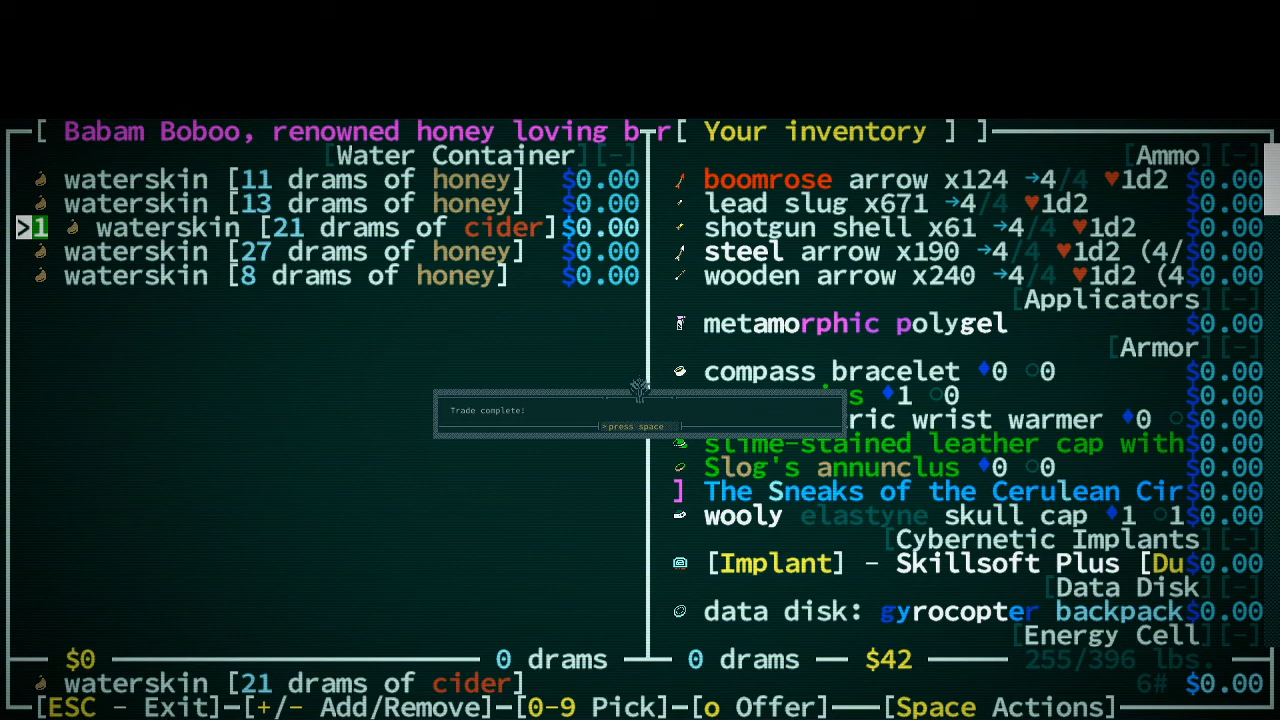 [ Babam Boboo, renowned honey loving b r[ Your inventory ] ]
[Water Container][-]
waterskin [11 drams of honey] $0.00
waterskin [13 drams of honey] $0.00
>1 waterskin [21 drams of cider] $0.00
waterskin [27 drams of honey] $0.00
waterskin [8 drams of honey] $0.00
[Ammo [-]
boomrose arrow x124 →4/4 ♥1d2 $0.00
lead slug x671 →4/4 ♥1d2 $0.00
shotgun shell x61 →4/4 ♥1d2 $0.00
steel arrow x190 →4/4 ♥1d2 (4/ $0.00
wooden arrow x240 →4/4 ♥1d2 (4 $0.00
[Applicators [-]
metamorphic polygel $0.00
[Armor [-]
compass bracelet ♦0 ○0 $0.00
s ♦1 ○0 $0.00
ric wrist warmer ♦0 ○ $0.00
slime-stained leather cap with $0.00
Slog's annunclus ♦0 ○0 $0.00
] The Sneaks of the Cerulean Cir $0.00
wooly elastyne skull cap ♦1 ○1 $0.00
[Cybernetic Implants [-]
[Implant] - Skillsoft Plus [Du $0.00
[Data Disk [-]
data disk: gyrocopter backpack $0.00
[Energy Cell [-]
Trade complete!
>press space
$0 0 drams 0 drams $42 255/396 lbs.
waterskin [21 drams of cider] 6# $0.00
[ESC - Exit]-[+/- Add/Remove]-[0-9 Pick]-[o Offer] [Space Actions]